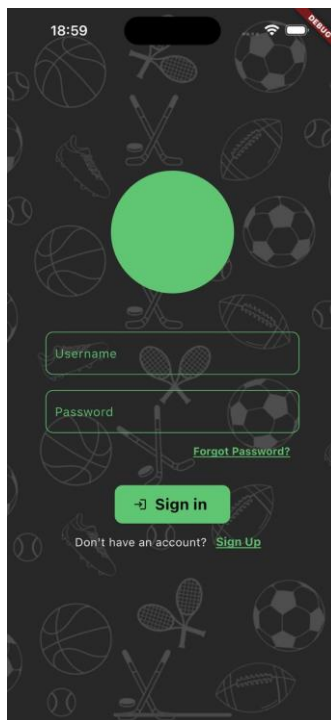 18:59
DEBUG
Username
Password
Forgot Password?
Sign in
Don't have an account? Sign Up